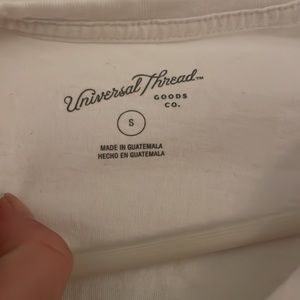 Universal Thread™
GOODS
CO.
S
MADE IN GUATEMALA
HECHO EN GUATEMALA